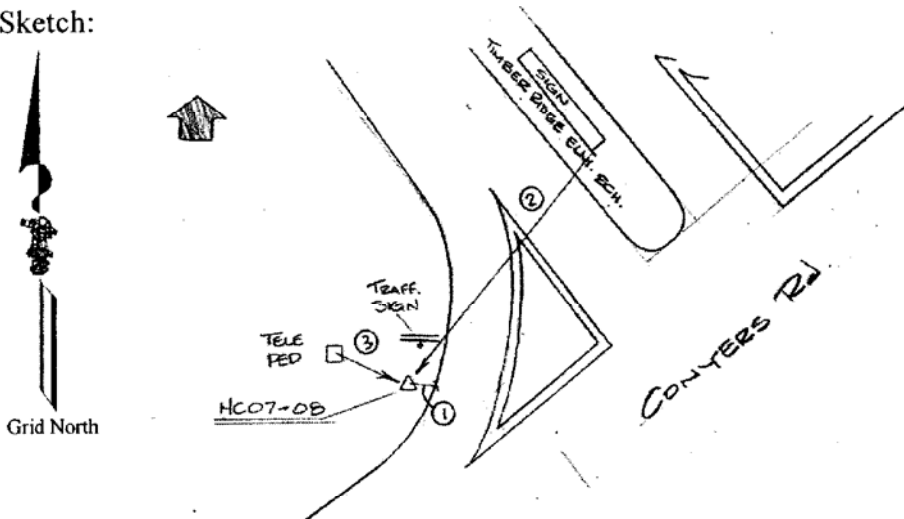 Sketch:
SIGN
TIMBER RIDGE ELM. SCH.
②
TRAFF.
SIGN
③
TELE
PED
HC07-08
①
CONYERS Rd
Grid North